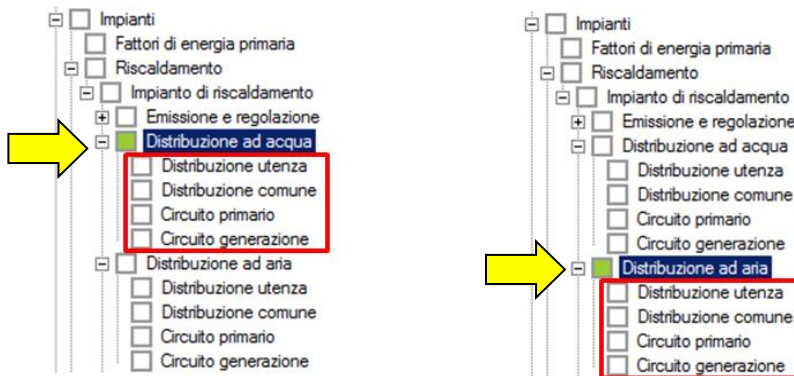 Impianti
Fattori di energia primaria
Riscaldamento
Impianto di riscaldamento
Emissione e regolazione
Distribuzione ad acqua
Distribuzione utenza
Distribuzione comune
Circuito primario
Circuito generazione
Distribuzione ad aria
Distribuzione utenza
Distribuzione comune
Circuito primario
Circuito generazione
Impianti
Fattori di energia primaria
Riscaldamento
Impianto di riscaldamento
Emissione e regolazione
Distribuzione ad acqua
Distribuzione utenza
Distribuzione comune
Circuito primario
Circuito generazione
Distribuzione ad aria
Distribuzione utenza
Distribuzione comune
Circuito primario
Circuito generazione